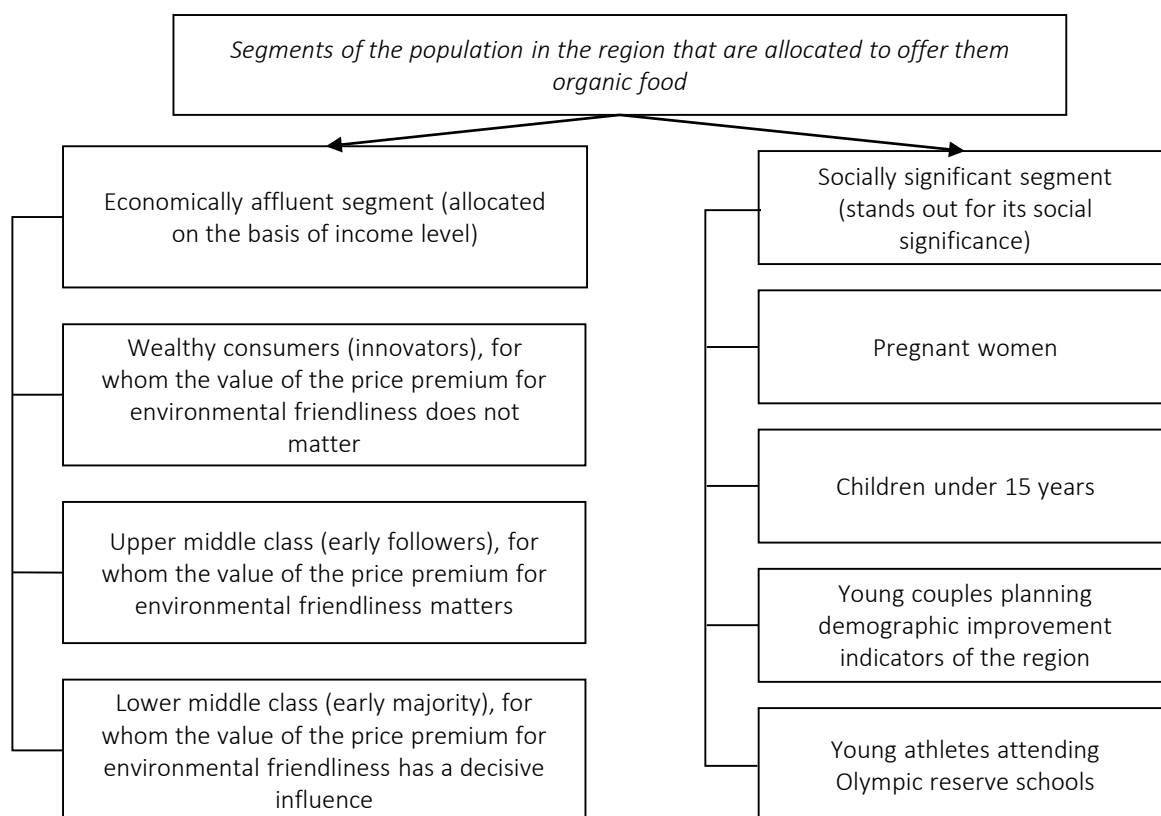 Segments of the population in the region that are allocated to offer them
organic food
Economically affluent segment (allocated
on the basis of income level)
Wealthy consumers (innovators), for
whom the value of the price premium for
environmental friendliness does not
matter
Upper middle class (early followers), for
whom the value of the price premium for
environmental friendliness matters
Lower middle class (early majority), for
whom the value of the price premium for
environmental friendliness has a decisive
influence
Socially significant segment
(stands out for its social
significance)
Pregnant women
Children under 15 years
Young couples planning
demographic improvement
indicators of the region
Young athletes attending
Olympic reserve schools